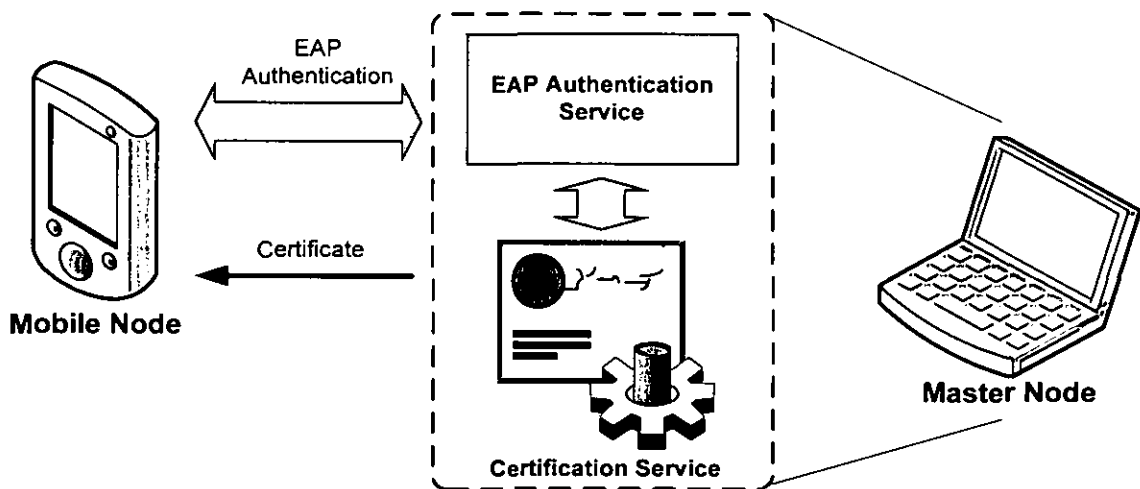 EAP
Authentication
EAP Authentication
Service
Certificate
Mobile Node
Master Node
Certification Service